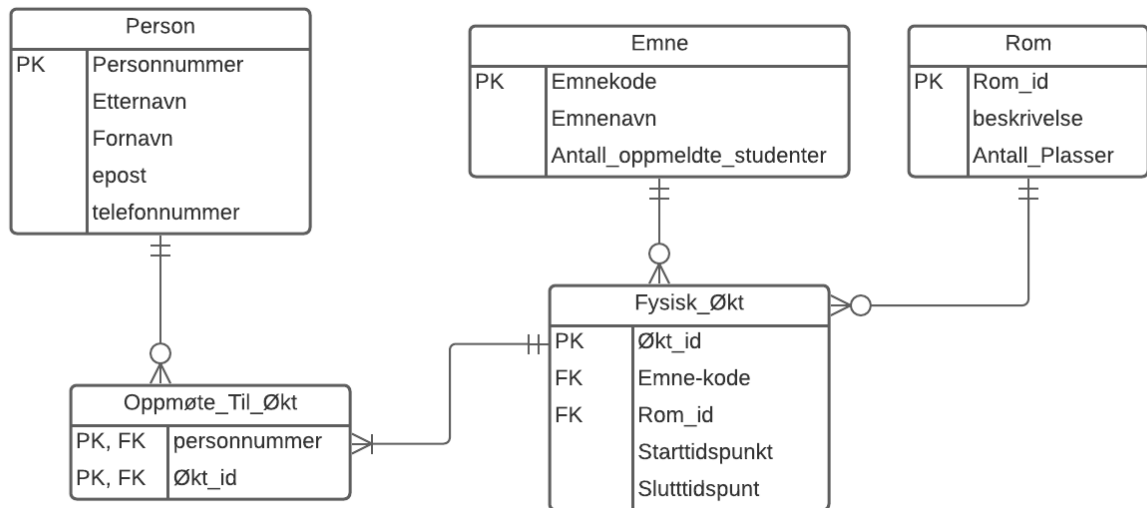 Person
PK Personnummer
Etternavn
Fornavn
epost
telefonnummer
Emne
PK Emnekode
Emnenavn
Antall_oppmeldte_studenter
Rom
PK Rom_id
beskrivelse
Antall_Plasser
Oppmøte_Til_Økt
PK, FK personnummer
PK, FK Økt_id
Fysisk_Økt
PK Økt_id
FK Emne-kode
FK Rom_id
Starttidspunkt
Slutttidspunt